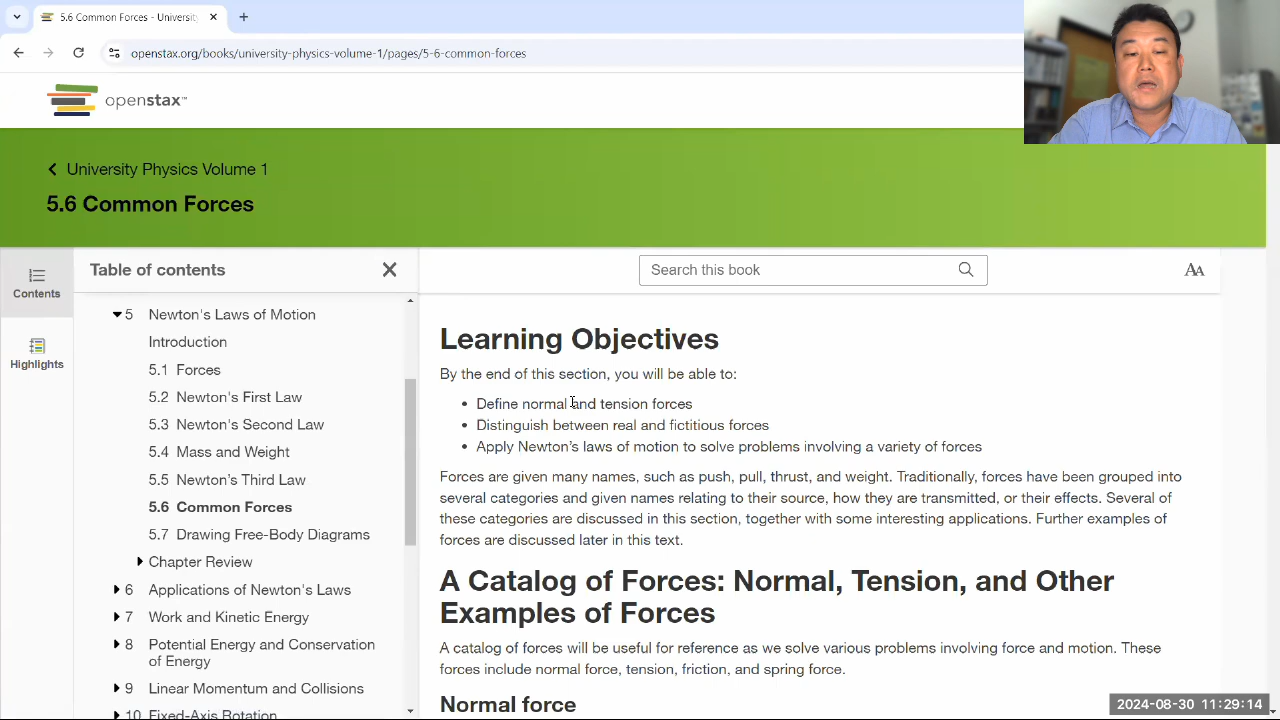 5.6 Common Forces - University
openstax.org/books/university-physics-volume-1/pages/5-6-common-forces
openstax™
University Physics Volume 1
5.6 Common Forces
Contents
Highlights
Table of contents
5 Newton's Laws of Motion
Introduction
5.1 Forces
5.2 Newton's First Law
5.3 Newton's Second Law
5.4 Mass and Weight
5.5 Newton's Third Law
5.6 Common Forces
5.7 Drawing Free-Body Diagrams
Chapter Review
6 Applications of Newton's Laws
7 Work and Kinetic Energy
8 Potential Energy and Conservation
of Energy
9 Linear Momentum and Collisions
10 Fixed-Axis Rotation
Search this book
AA
Learning Objectives
By the end of this section, you will be able to:
• Define normal and tension forces
• Distinguish between real and fictitious forces
• Apply Newton's laws of motion to solve problems involving a variety of forces
Forces are given many names, such as push, pull, thrust, and weight. Traditionally, forces have been grouped into
several categories and given names relating to their source, how they are transmitted, or their effects. Several of
these categories are discussed in this section, together with some interesting applications. Further examples of
forces are discussed later in this text.
A Catalog of Forces: Normal, Tension, and Other
Examples of Forces
A catalog of forces will be useful for reference as we solve various problems involving force and motion. These
forces include normal force, tension, friction, and spring force.
Normal force
2024-08-30 11:29:14